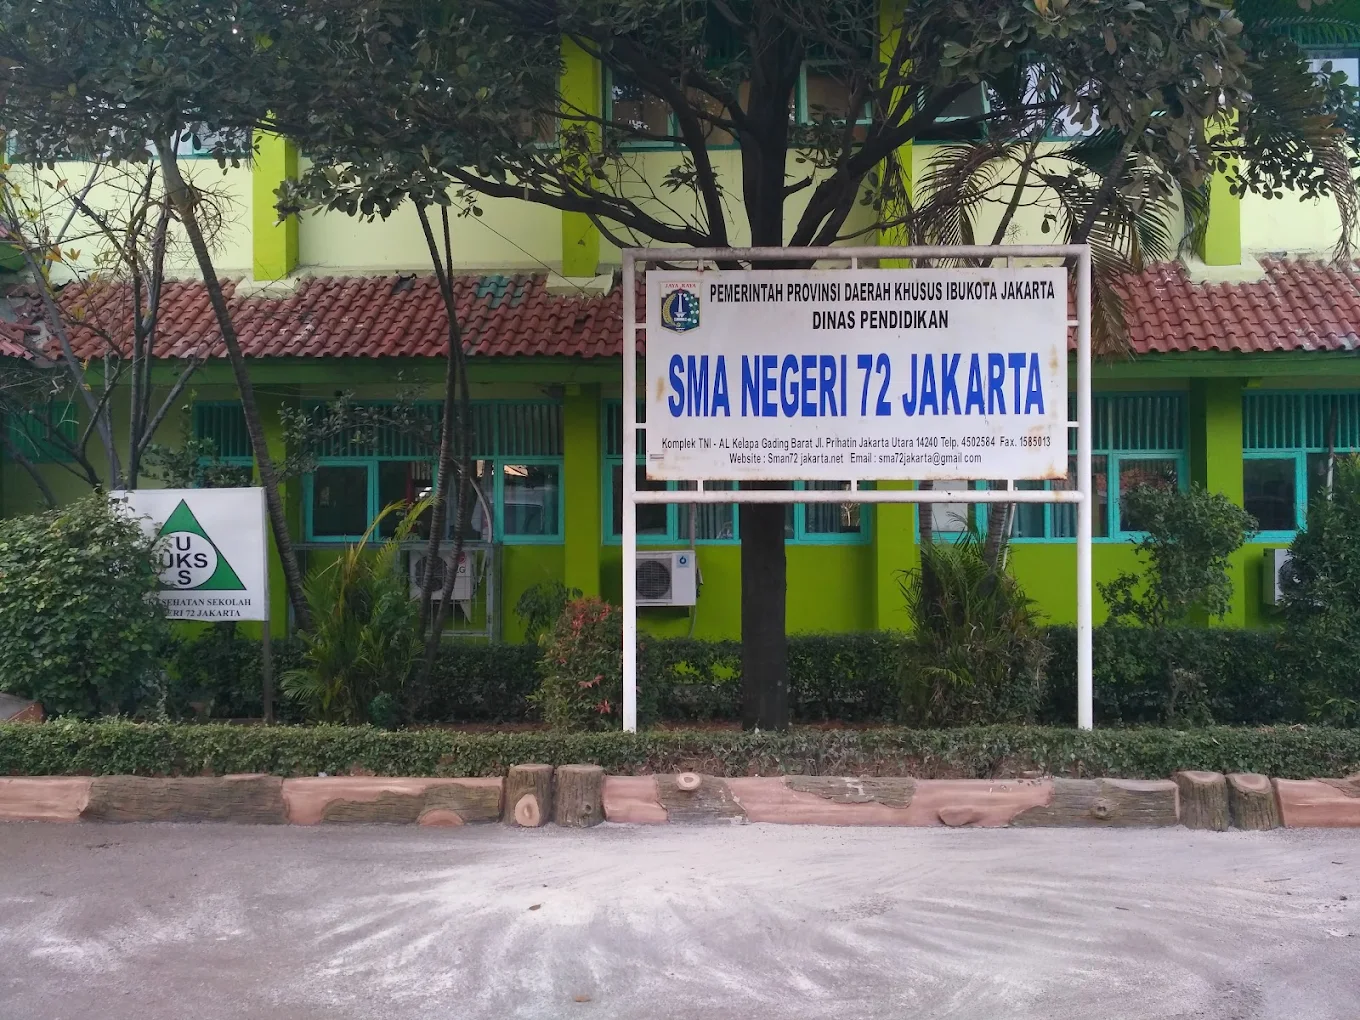 JAYA RAYA
PEMERINTAH PROVINSI DAERAH KHUSUS IBUKOTA JAKARTA
DINAS PENDIDIKAN
SMA NEGERI 72 JAKARTA
Komplek TNI - AL Kelapa Gading Barat Jl. Prihatin Jakarta Utara 14240 Telp. 4502584 Fax. 1585013
Website : Sman72 jakarta.net Email : sma72jakarta@gmail.com
U
UKS
S
SEKOLAH
72 JAKARTA